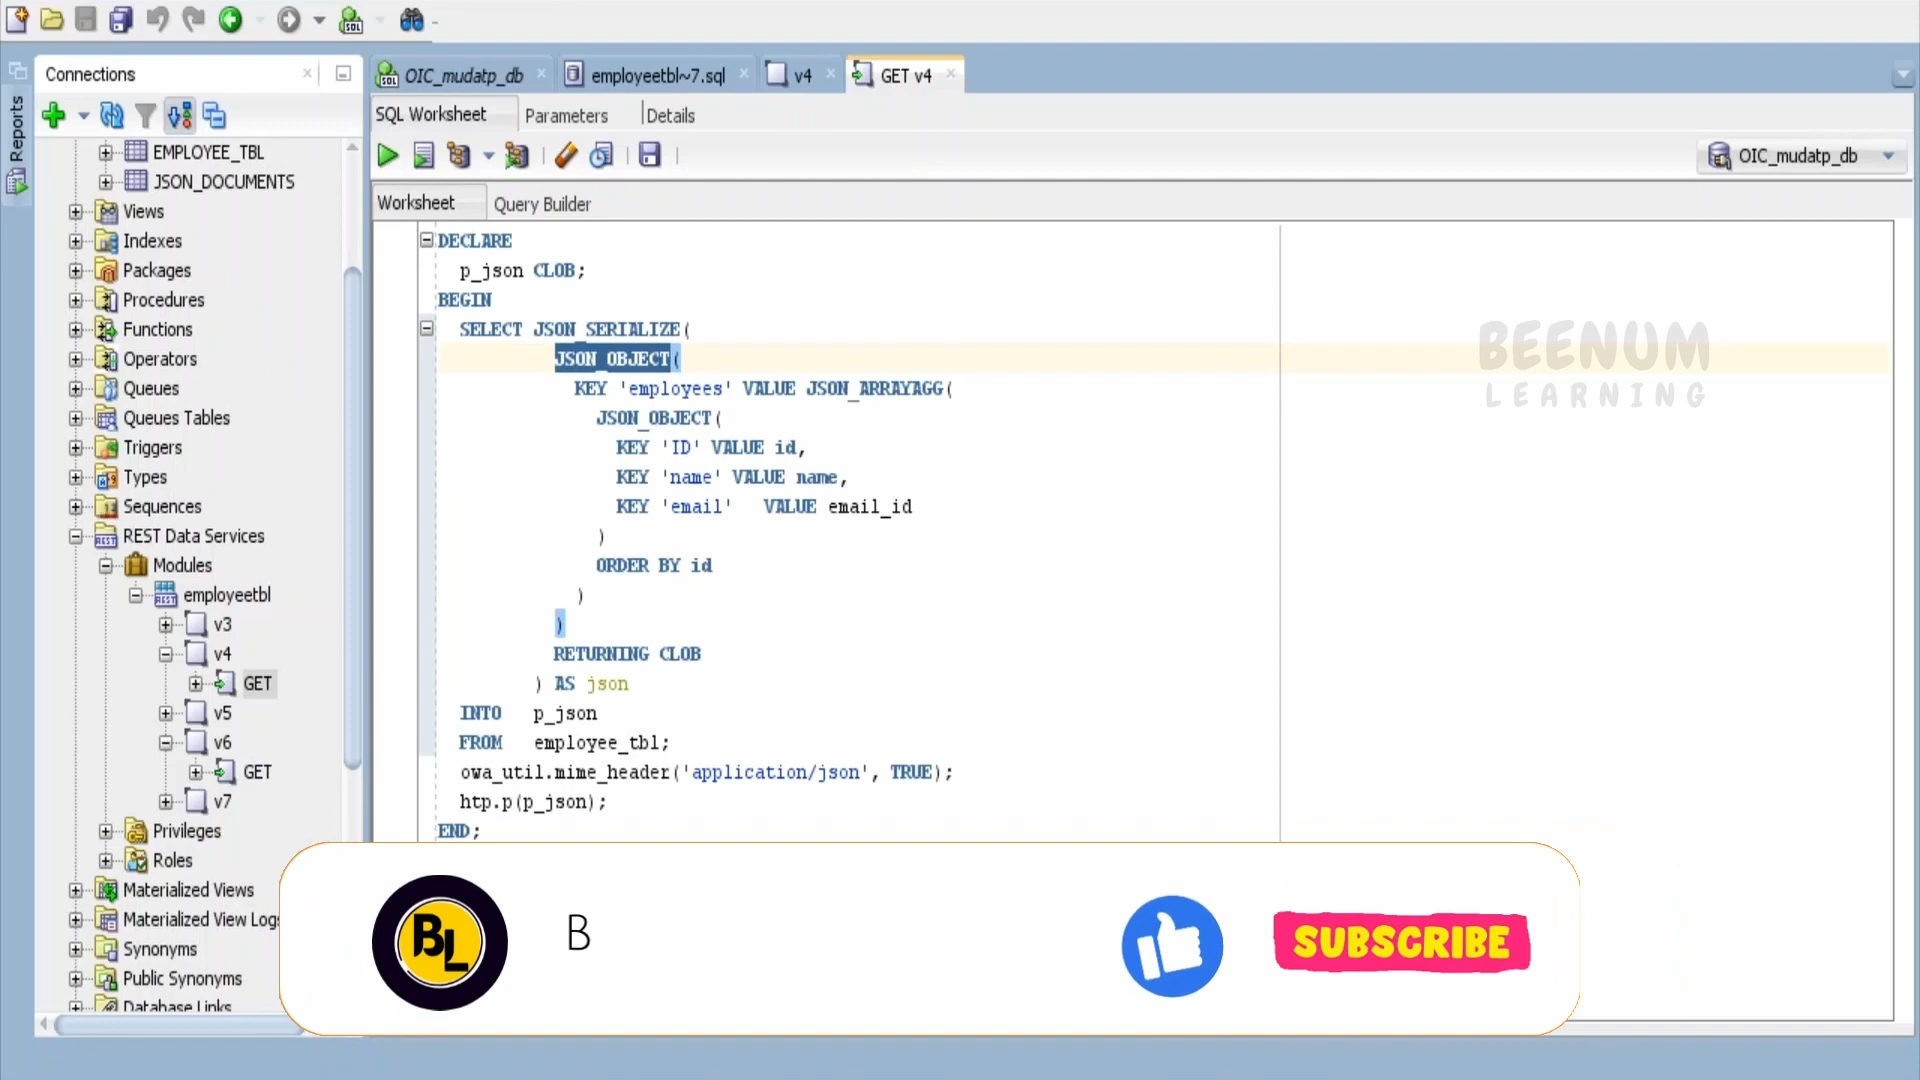 Connections
OIC_mudatp_db
employeetbl~7.sql
v4
GET v4
Reports
SQL Worksheet
Parameters
Details
OIC_mudatp_db
Worksheet
Query Builder
EMPLOYEE_TBL
JSON_DOCUMENTS
Views
Indexes
Packages
Procedures
Functions
Operators
Queues
Queues Tables
Triggers
Types
Sequences
REST Data Services
Modules
employeetbl
v3
v4
GET
v5
v6
GET
v7
Privileges
Roles
Materialized Views
Materialized View Logs
Synonyms
Public Synonyms
Database Links
DECLARE
p_json CLOB;
BEGIN
SELECT JSON_SERIALIZE(
JSON_OBJECT(
KEY 'employees' VALUE JSON_ARRAYAGG(
JSON_OBJECT(
KEY 'ID' VALUE id,
KEY 'name' VALUE name,
KEY 'email' VALUE email_id
)
ORDER BY id
)
)
RETURNING CLOB
) AS json
INTO p_json
FROM employee_tbl;
owa_util.mime_header('application/json', TRUE);
htp.p(p_json);
END;
BEENUM
LEARNING
BL
B
SUBSCRIBE